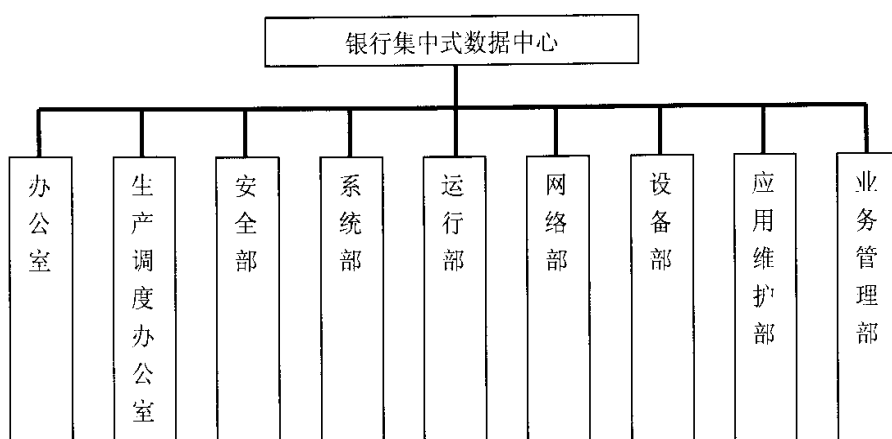 银行集中式数据中心
办公室
生产调度办公室
安全部
系统部
运行部
网络部
设备部
应用维护部
业务管理部